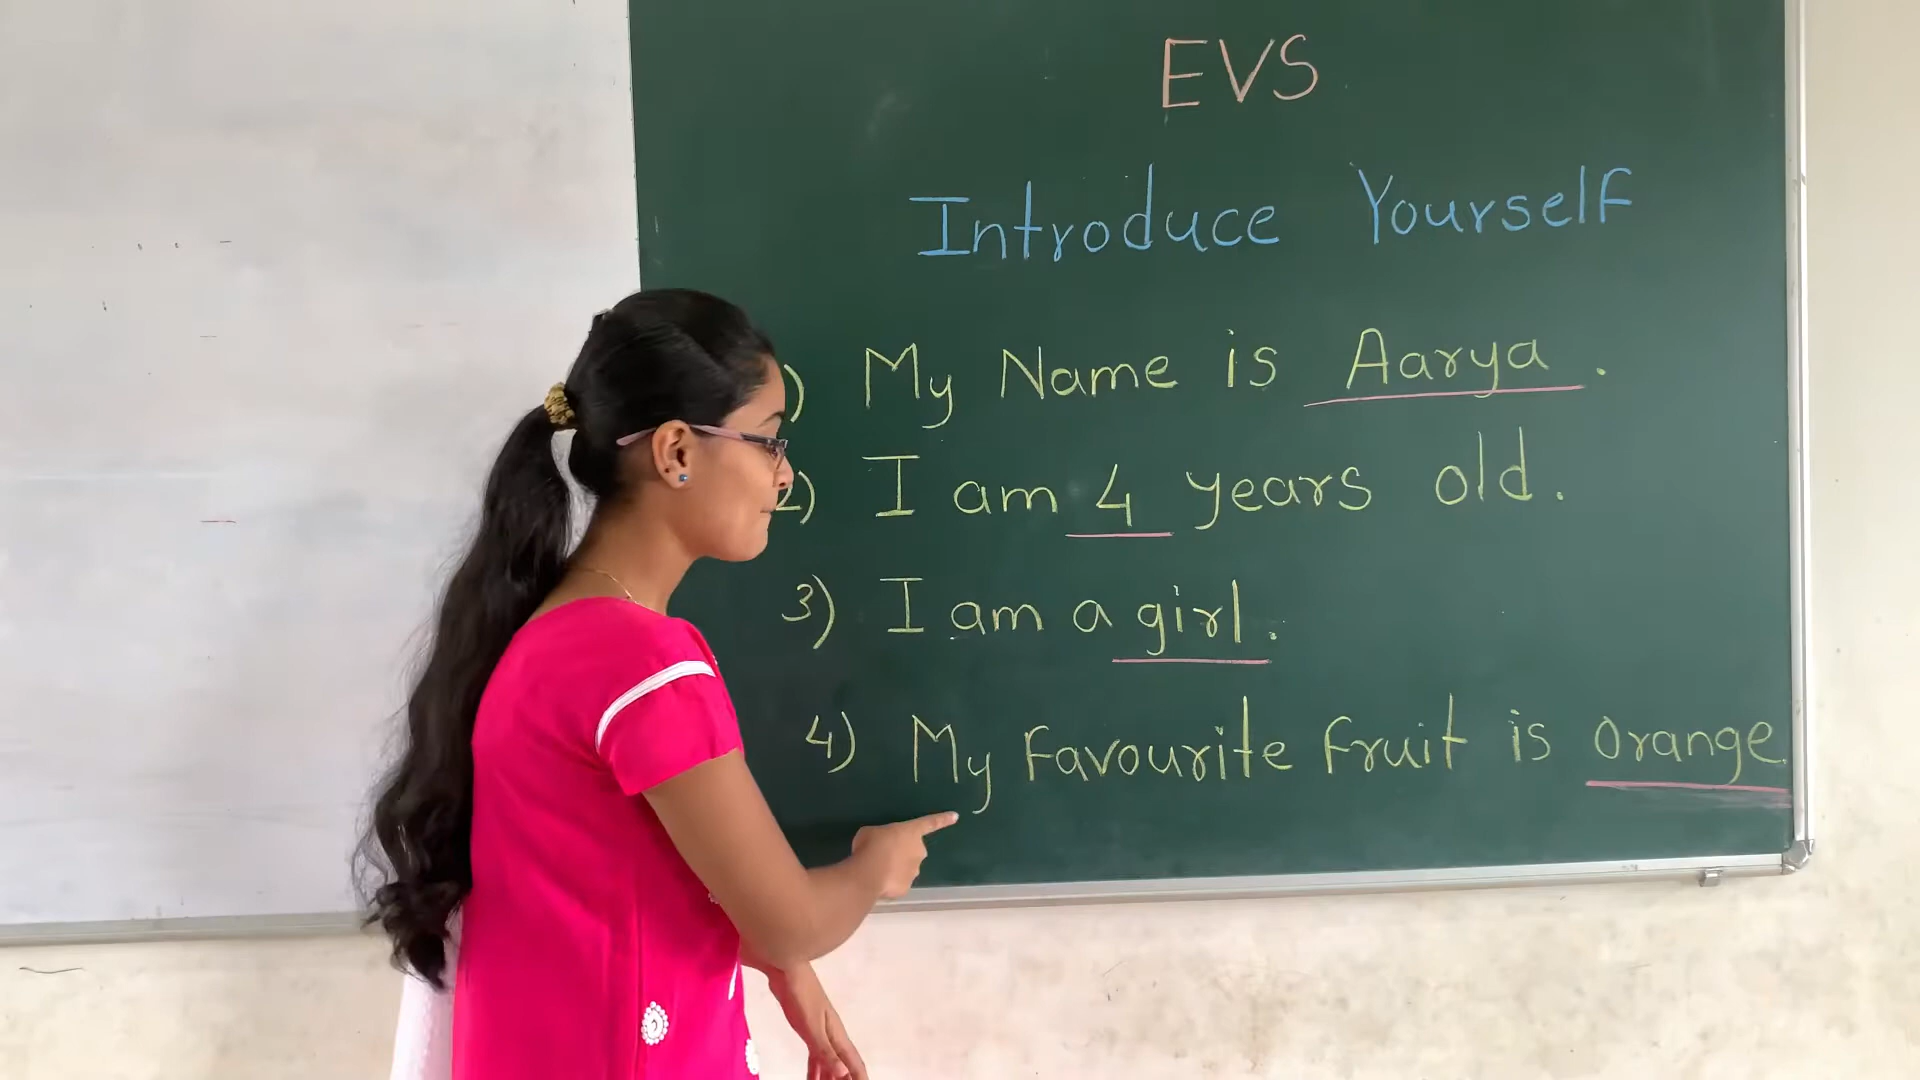 EVS
Introduce Yourself
) My Name is Aarya .
2) I am 4 years old.
3) I am a girl.
4) My Favourite Fruit is Orange.